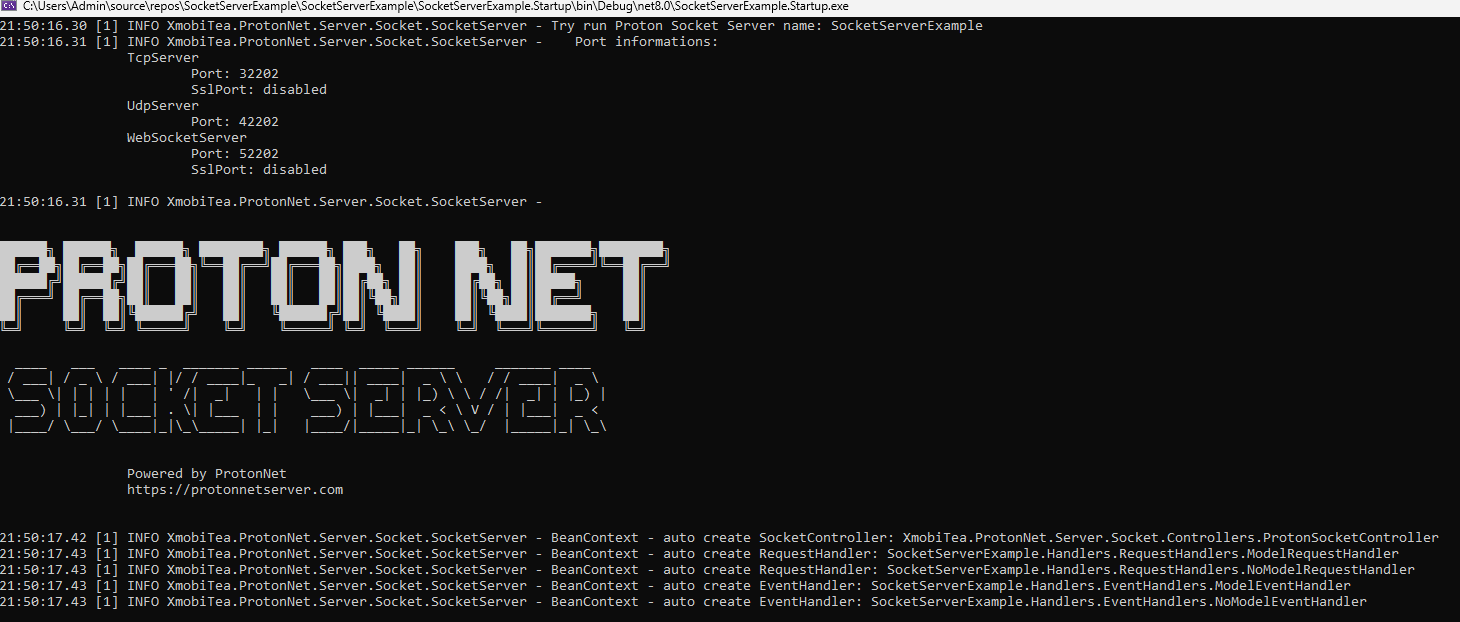 C:\Users\Admin\source\repos\SocketServerExample\SocketServerExample\SocketServerExample.Startup\bin\Debug\net8.0\SocketServerExample.Startup.exe
21:50:16.30 [1] INFO XmobiTea.ProtonNet.Server.Socket.SocketServer - Try run Proton Socket Server name: SocketServerExample
21:50:16.31 [1] INFO XmobiTea.ProtonNet.Server.Socket.SocketServer - Port informations:
TcpServer
Port: 32202
SslPort: disabled
UdpServer
Port: 42202
WebSocketServer
Port: 52202
SslPort: disabled
21:50:16.31 [1] INFO XmobiTea.ProtonNet.Server.Socket.SocketServer -
PROTON NET
SOCKET SERVER
Powered by ProtonNet
https://protonnetserver.com
21:50:17.42 [1] INFO XmobiTea.ProtonNet.Server.Socket.SocketServer - BeanContext - auto create SocketController: XmobiTea.ProtonNet.Server.Socket.Controllers.ProtonSocketController
21:50:17.43 [1] INFO XmobiTea.ProtonNet.Server.Socket.SocketServer - BeanContext - auto create RequestHandler: SocketServerExample.Handlers.RequestHandlers.ModelRequestHandler
21:50:17.43 [1] INFO XmobiTea.ProtonNet.Server.Socket.SocketServer - BeanContext - auto create RequestHandler: SocketServerExample.Handlers.RequestHandlers.NoModelRequestHandler
21:50:17.43 [1] INFO XmobiTea.ProtonNet.Server.Socket.SocketServer - BeanContext - auto create EventHandler: SocketServerExample.Handlers.EventHandlers.ModelEventHandler
21:50:17.43 [1] INFO XmobiTea.ProtonNet.Server.Socket.SocketServer - BeanContext - auto create EventHandler: SocketServerExample.Handlers.EventHandlers.NoModelEventHandler